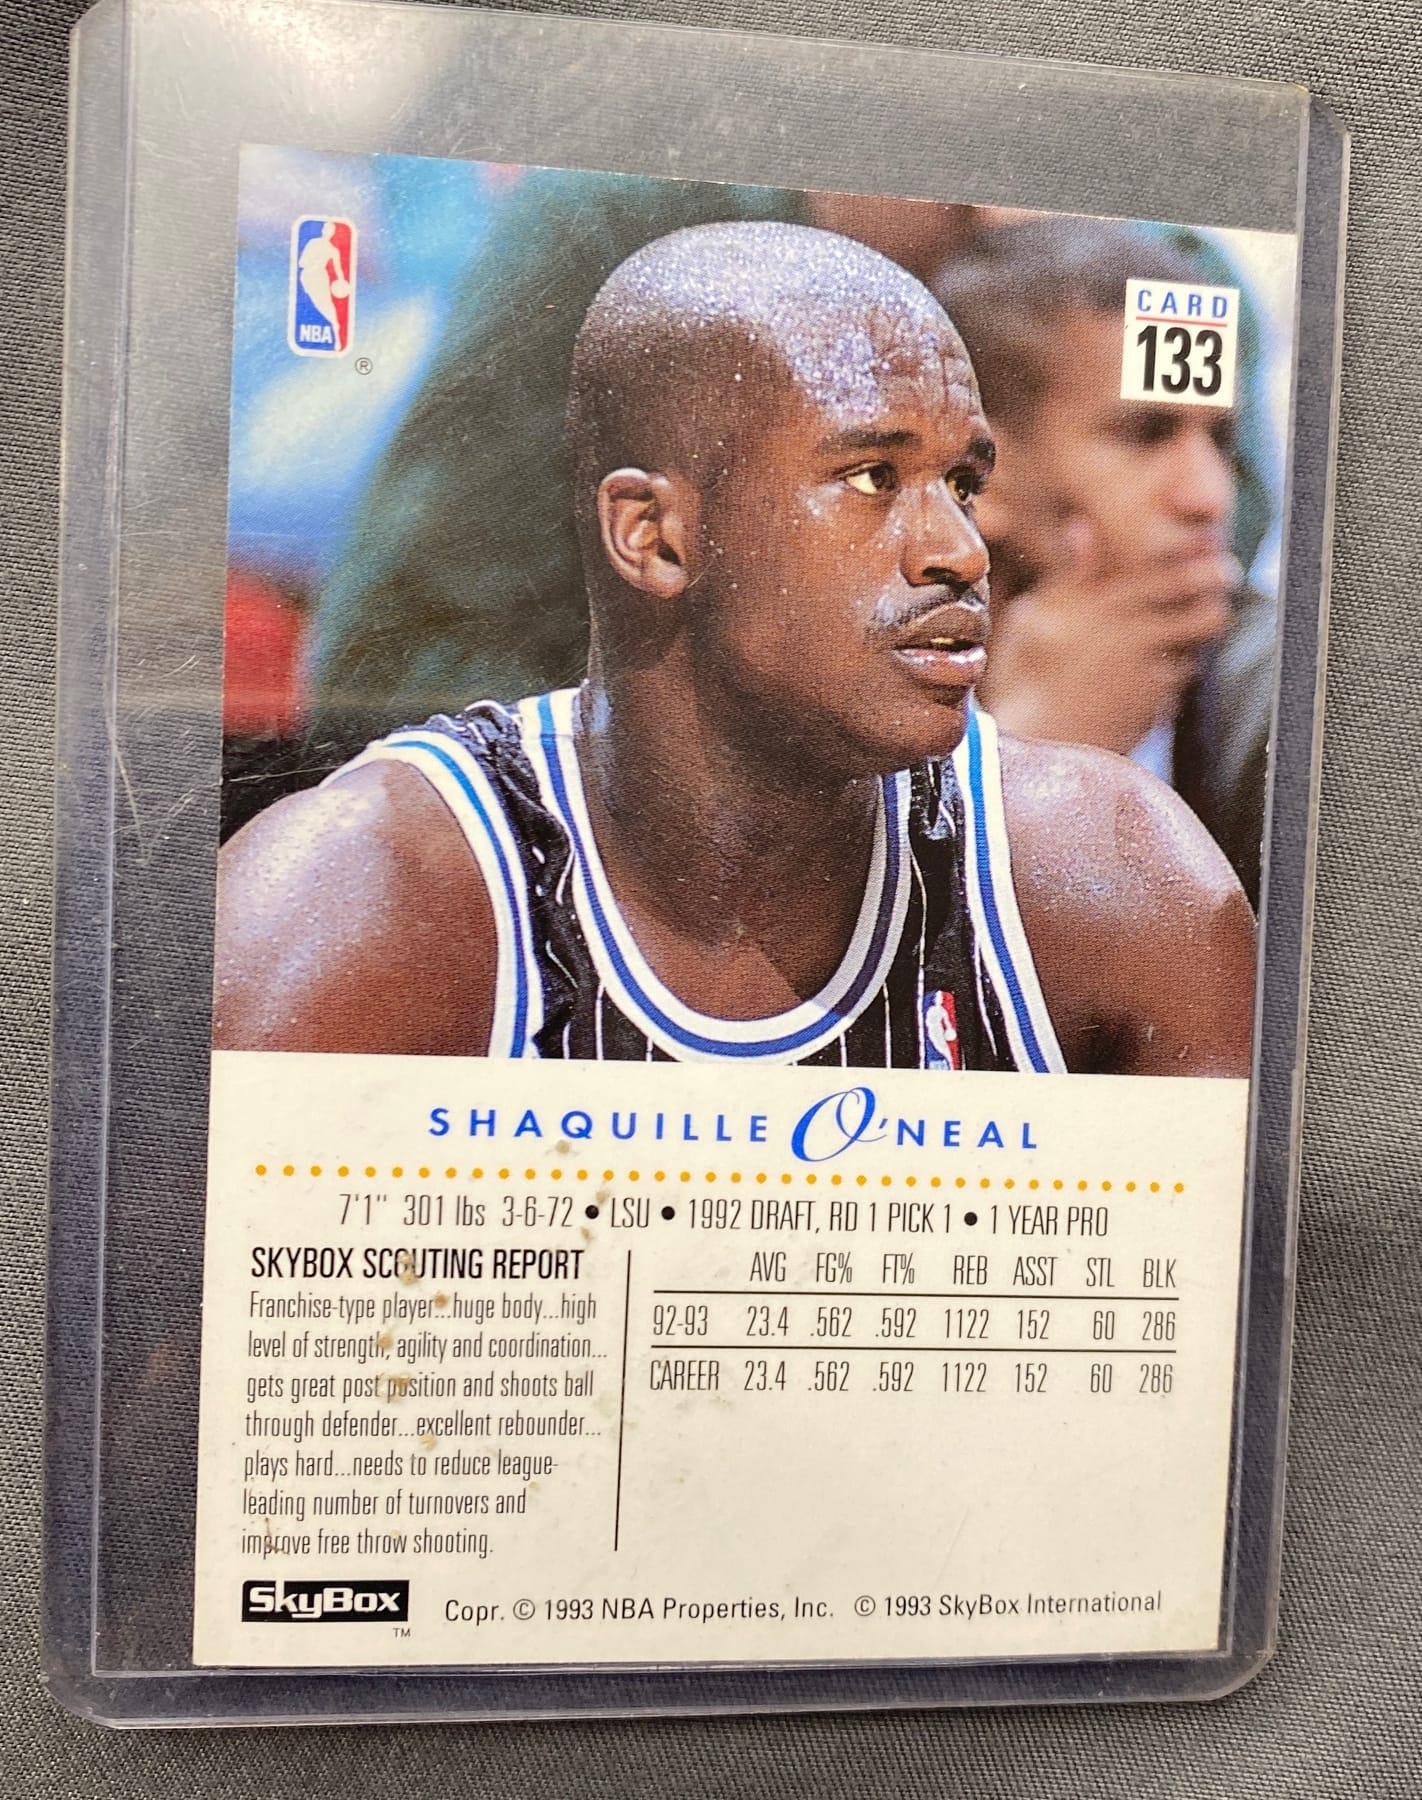 NBA
®
CARD
133
SHAQUILLE O'NEAL
7'1" 301 lbs 3-6-72 • LSU • 1992 DRAFT, RD 1 PICK 1 • 1 YEAR PRO
SKYBOX SCOUTING REPORT
Franchise-type player...huge body...high
level of strength, agility and coordination...
gets great post position and shoots ball
through defender...excellent rebounder...
plays hard...needs to reduce league-
leading number of turnovers and
improve free throw shooting.
AVG FG% FT% REB ASST STL BLK
92-93 23.4 .562 .592 1122 152 60 286
CAREER 23.4 .562 .592 1122 152 60 286
SkyBox
TM
Copr. © 1993 NBA Properties, Inc. © 1993 SkyBox International